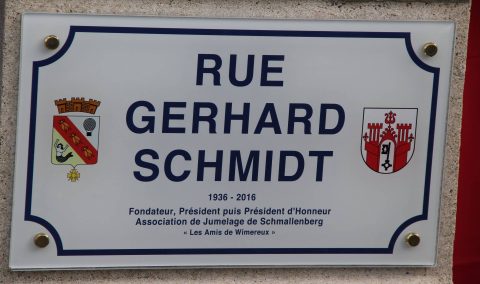 RUE
GERHARD
SCHMIDT
1936 - 2016
Fondateur, Président puis Président d'Honneur
Association de Jumelage de Schmallenberg
« Les Amis de Wimereux »